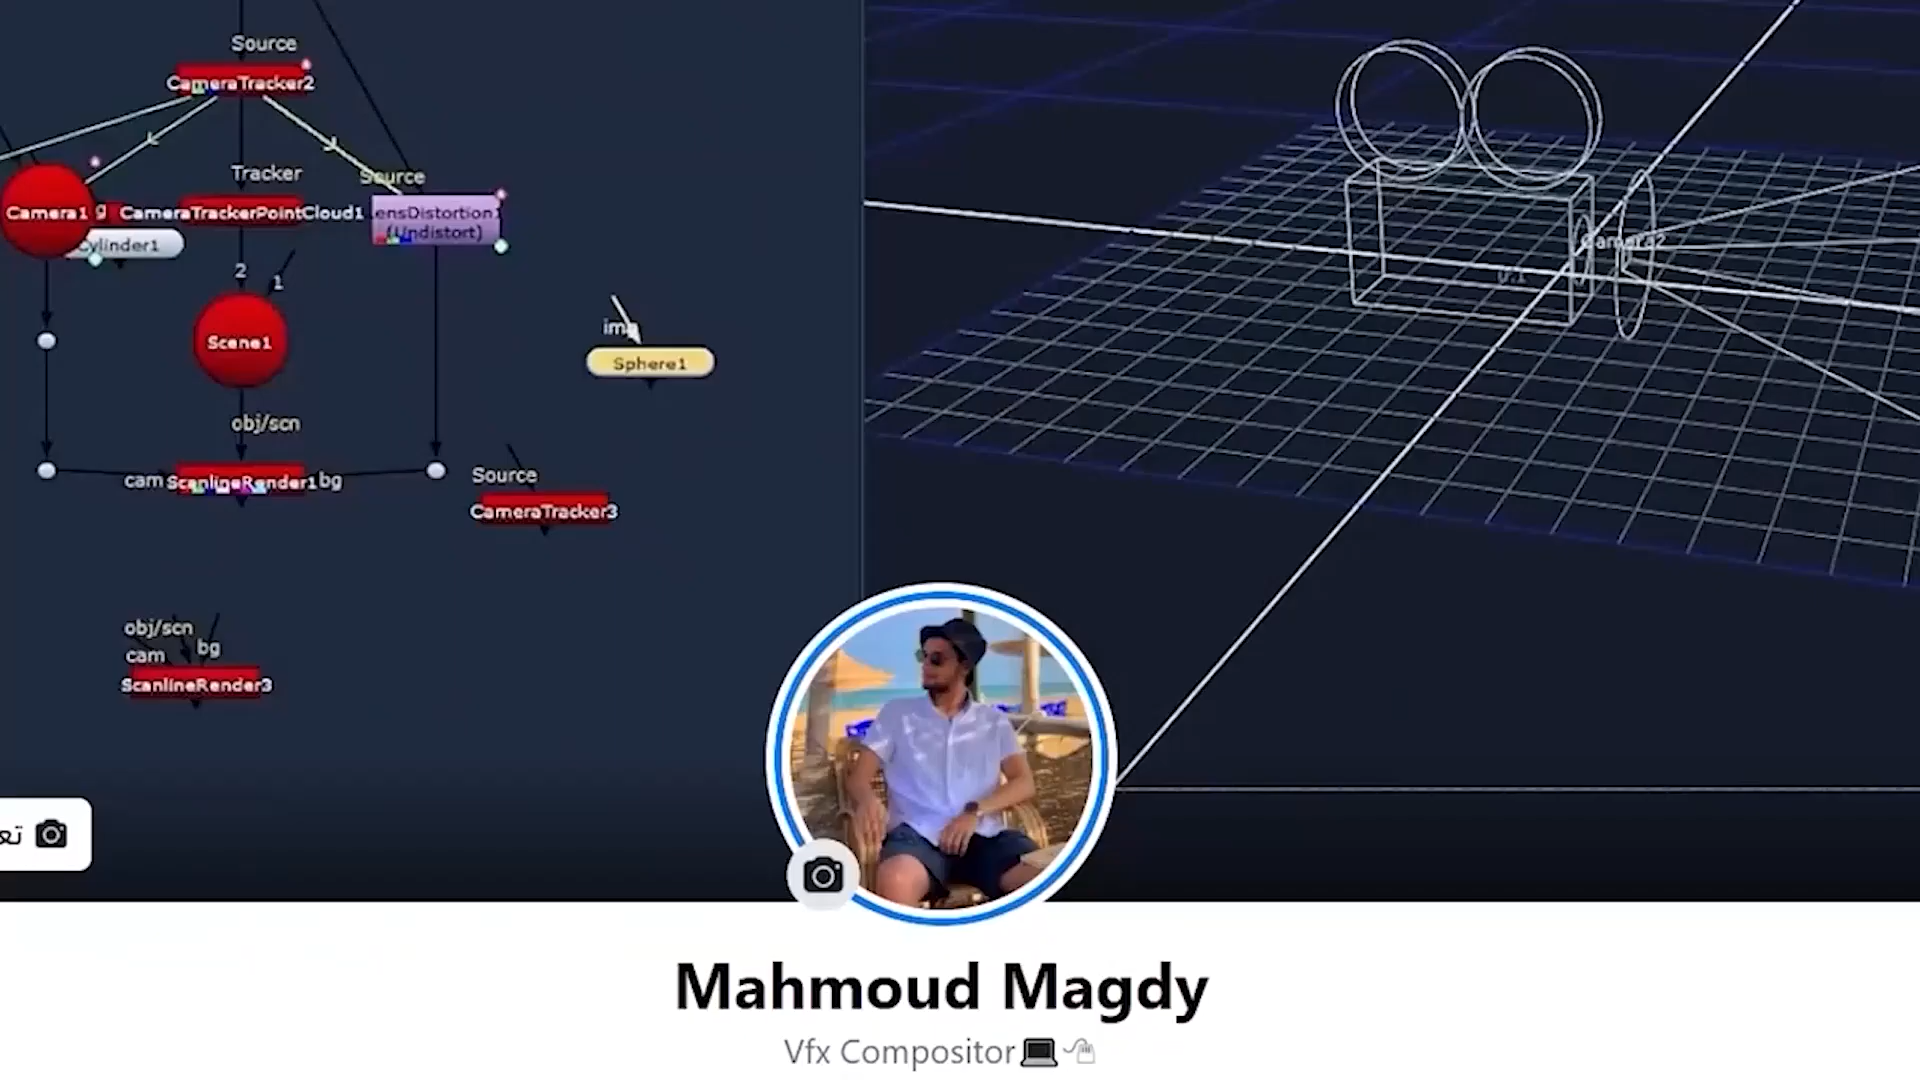 Source
CameraTracker2
Tracker
Source
Camera1
g
CameraTrackerPointCloud1
ensDistortion1
(Undistort)
Cylinder1
Camera2
2
1
img
Scene1
Sphere1
obj/scn
cam
ScanlineRender1
bg
Source
CameraTracker3
obj/scn
cam
bg
ScanlineRender3
تع
Mahmoud Magdy
Vfx Compositor